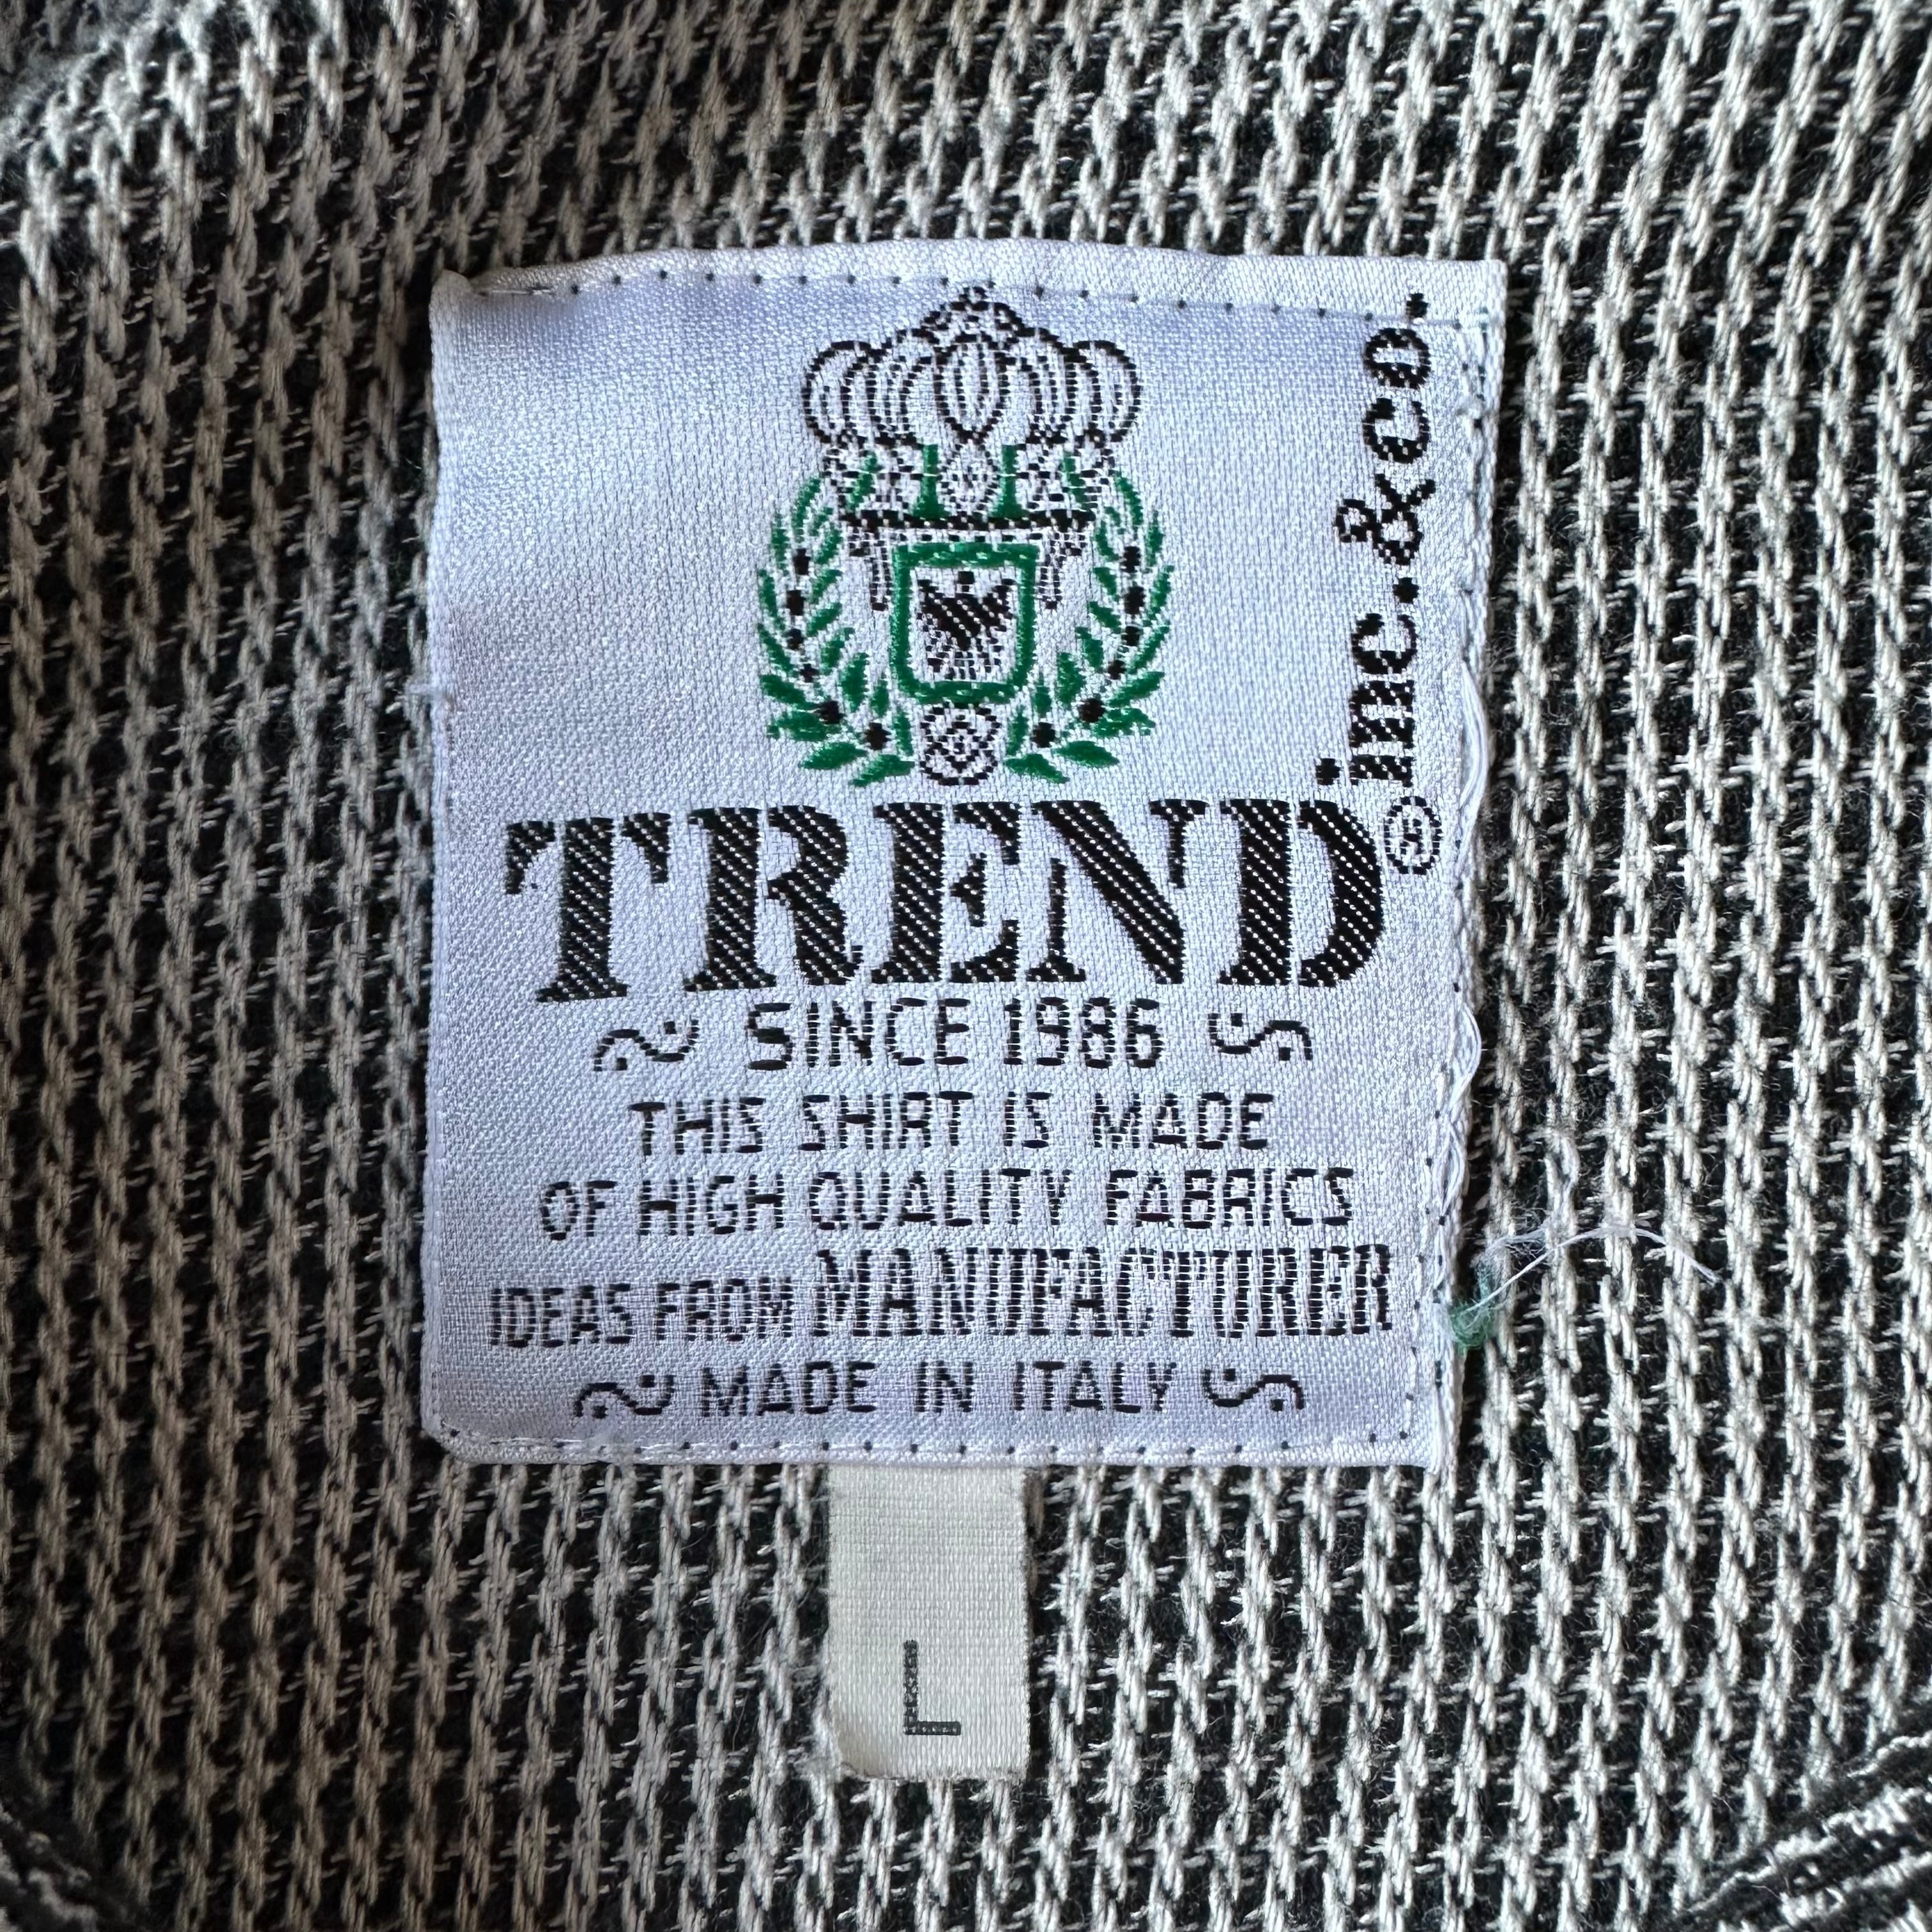 TREND® inc.&co.
SINCE 1986
THIS SHIRT IS MADE
OF HIGH QUALITY FABRICS
IDEAS FROM MANUFACTURER
MADE IN ITALY
L